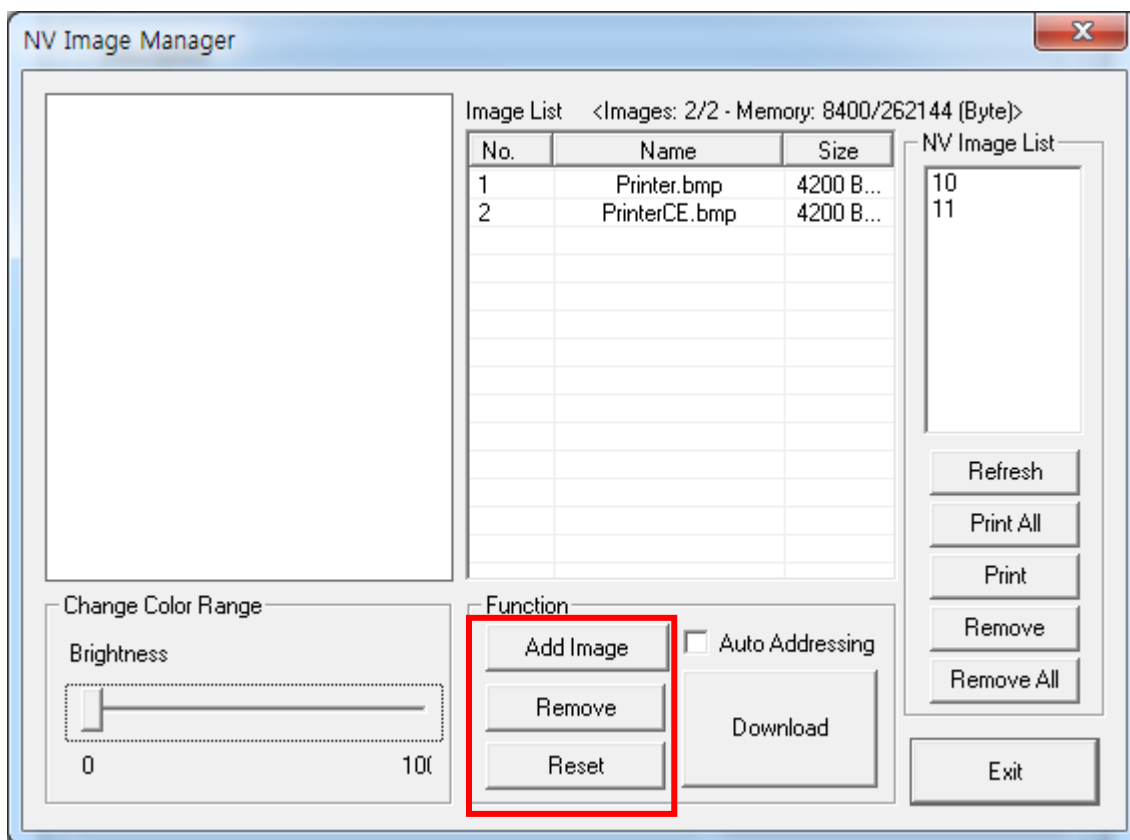 NV Image Manager
Image List <Images: 2/2 - Memory: 8400/262144 (Byte)>
No. Name Size
1 Printer.bmp 4200 B...
2 PrinterCE.bmp 4200 B...
NV Image List
10
11
Refresh
Print All
Print
Remove
Remove All
Change Color Range
Brightness
0 10(
Function
Add Image
Remove
Reset
Auto Addressing
Download
Exit